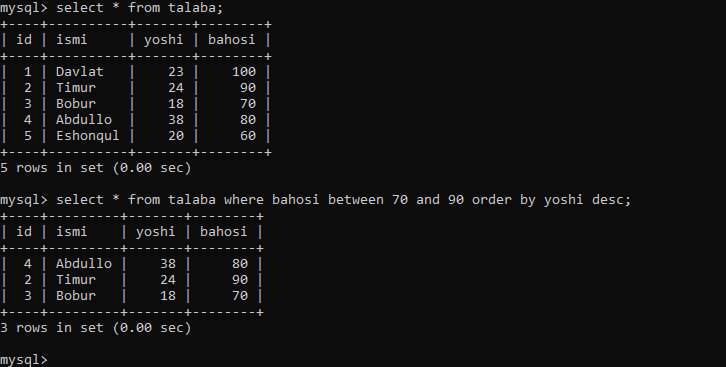 mysql> select * from talaba;
+----+----------+-------+--------+
| id | ismi     | yoshi | bahosi |
+----+----------+-------+--------+
|  1 | Davlat   |    23 |    100 |
|  2 | Timur    |    24 |     90 |
|  3 | Bobur    |    18 |     70 |
|  4 | Abdullo  |    38 |     80 |
|  5 | Eshonqul |    20 |     60 |
+----+----------+-------+--------+
5 rows in set (0.00 sec)
mysql> select * from talaba where bahosi between 70 and 90 order by yoshi desc;
+----+---------+-------+--------+
| id | ismi    | yoshi | bahosi |
+----+---------+-------+--------+
|  4 | Abdullo |    38 |     80 |
|  2 | Timur   |    24 |     90 |
|  3 | Bobur   |    18 |     70 |
+----+---------+-------+--------+
3 rows in set (0.00 sec)
mysql>